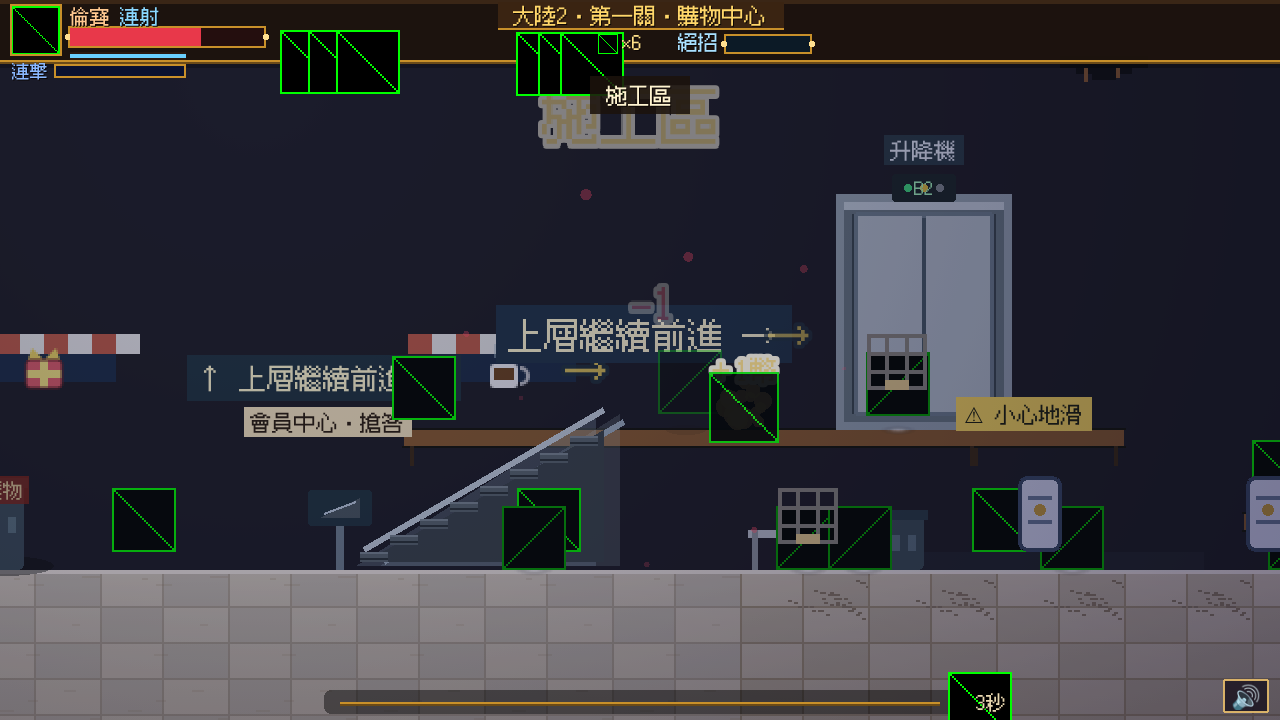 倫寶 連射
大陸2・第一關・購物中心
×6
絕招
連擊
施工區
施工區
升降機
B2
-1
上層繼續前進 →
↑ 上層繼續前進
會員中心・搶答
⚠ 小心地滑
物
3秒